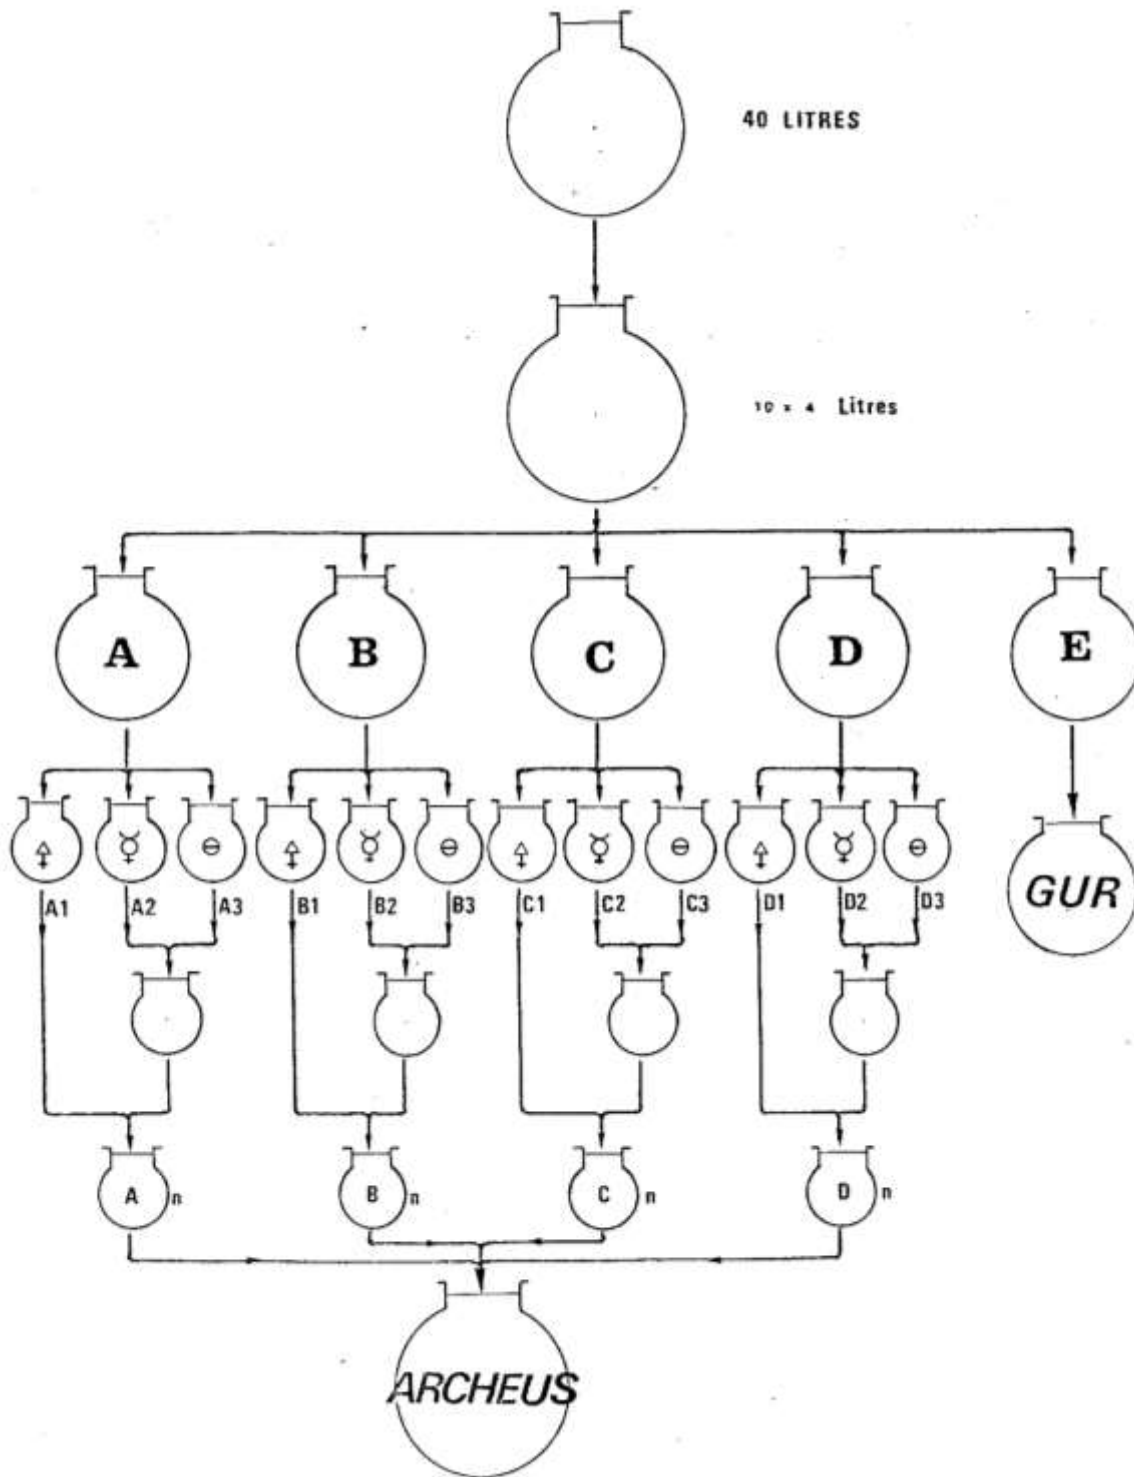 40 LITRES
10 × 4 Litres
A B C D E
🜍 ☿ 🜔 🜍 ☿ 🜔 🜍 ☿ 🜔 🜍 ☿ 🜔
GUR
A1 A2 A3 B1 B2 B3 C1 C2 C3 D1 D2 D3
A n B n C n D n
ARCHEUS